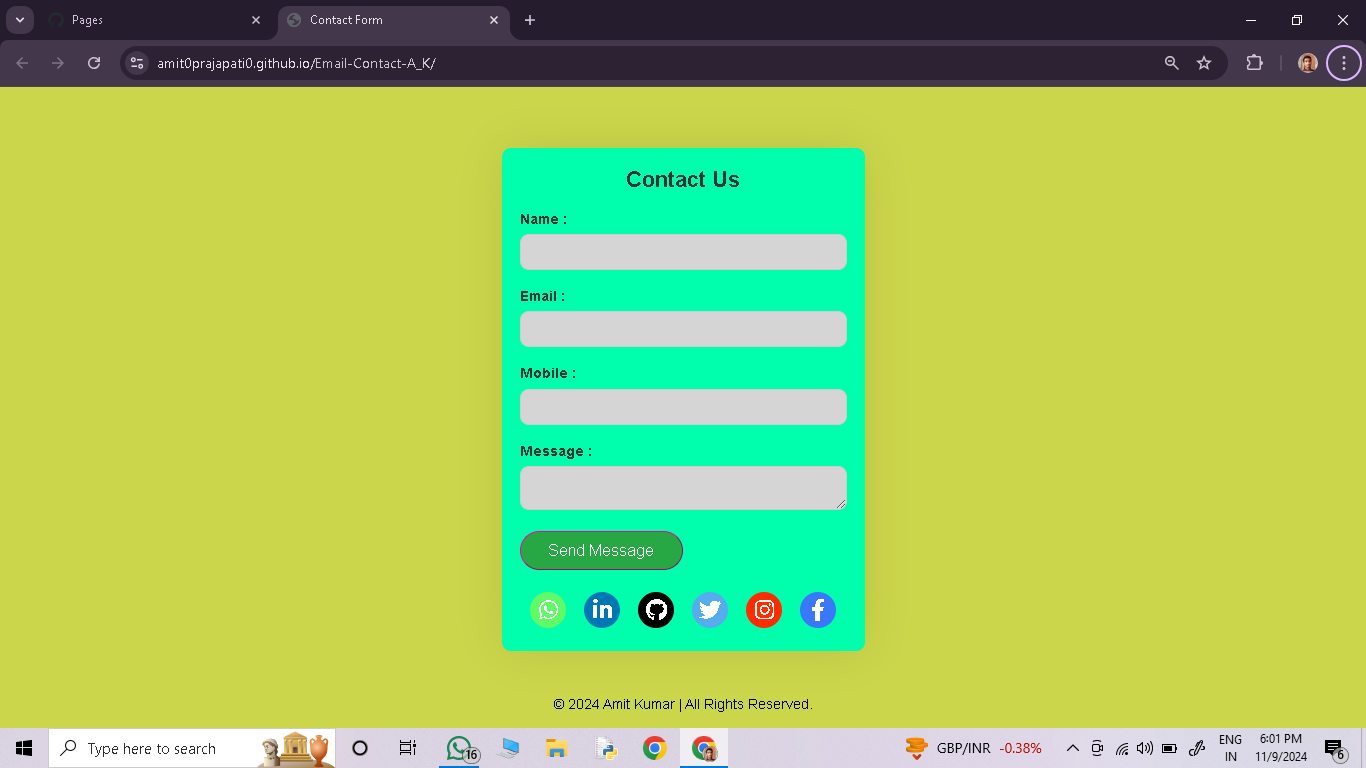 Pages
Contact Form
amit0prajapati0.github.io/Email-Contact-A_K/
Contact Us
Name :
Email :
Mobile :
Message :
Send Message
in
© 2024 Amit Kumar | All Rights Reserved.
Type here to search
16
GBP/INR -0.38%
ENG
IN
6:01 PM
11/9/2024
6